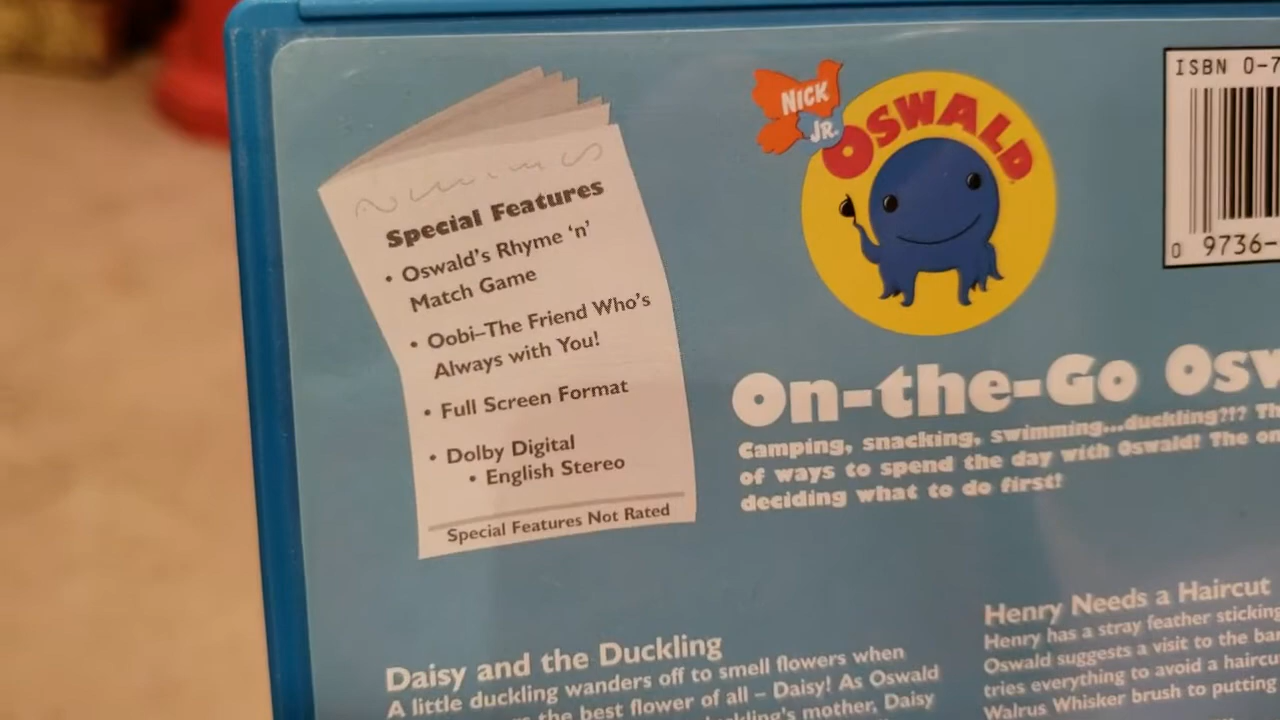 Special Features
• Oswald's Rhyme 'n'
Match Game
• Oobi–The Friend Who's
Always with You!
• Full Screen Format
• Dolby Digital
• English Stereo
Special Features Not Rated
NICK
JR.
OSWALD
ISBN 0-7
0 9736-
On-the-Go Osw
Camping, snacking, swimming...duckling??? Th
of ways to spend the day with Oswald! The on
deciding what to do first!
Daisy and the Duckling
A little duckling wanders off to smell flowers when
the best flower of all – Daisy! As Oswald
mother, Daisy
Henry Needs a Haircut
Henry has a stray feather sticking
Oswald suggests a visit to the bar
tries everything to avoid a haircu
Walrus Whisker brush to putting